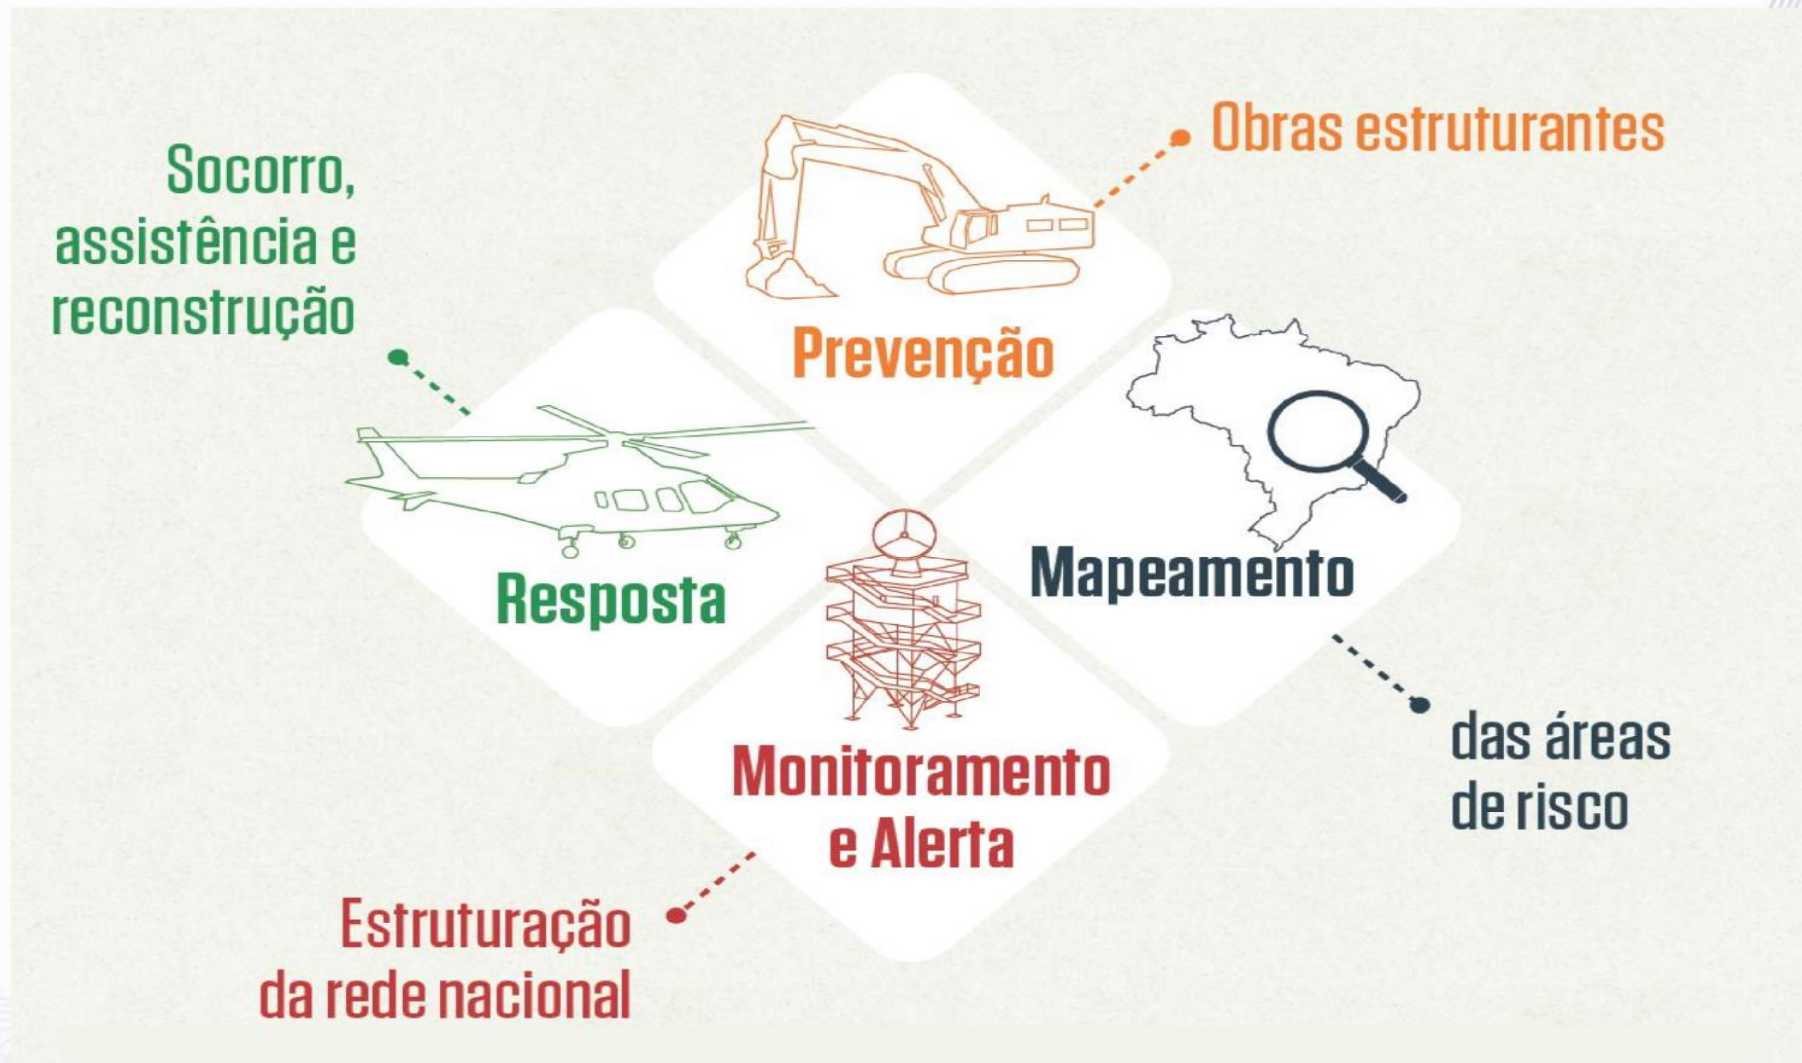 Obras estruturantes
Prevenção
Socorro,
assistência e
reconstrução
Resposta
Mapeamento
das áreas
de risco
Monitoramento
e Alerta
Estruturação
da rede nacional